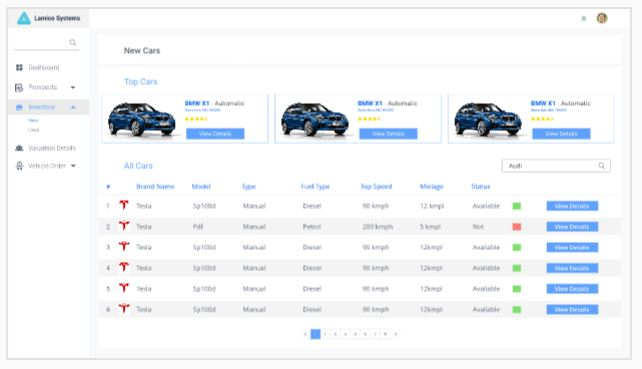 Lamico Systems
New Cars
Dashboard
Prospects
Inventory
New
Used
Valuation Details
Vehicle Order
Top Cars
BMW X1 - Automatic
View Details
BMW X1 - Automatic
View Details
BMW X1 - Automatic
View Details
All Cars
Audi
# Brand Name Model Type Fuel Type Top Speed Mielage Status
1 Tesla Sp100d Manual Diesel 90 kmph 12 kmpl Available View Details
2 Tesla Pdf Manual Petrol 200 kmph 5 kmpl Not View Details
3 Tesla Sp100d Manual Diesel 90 kmph 12kmpl Available View Details
4 Tesla Sp100d Manual Diesel 90 kmph 12kmpl Available View Details
5 Tesla Sp100d Manual Diesel 90 kmph 12kmpl Available View Details
6 Tesla Sp100d Manual Diesel 90 kmph 12kmpl Available View Details